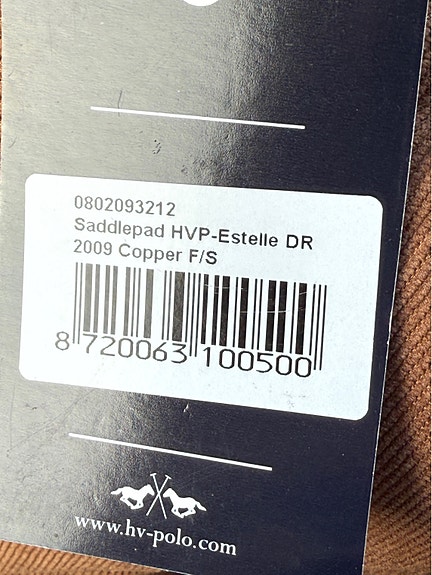 0802093212
Saddlepad HVP-Estelle DR
2009 Copper F/S
8 720063 100500
www.hv-polo.com